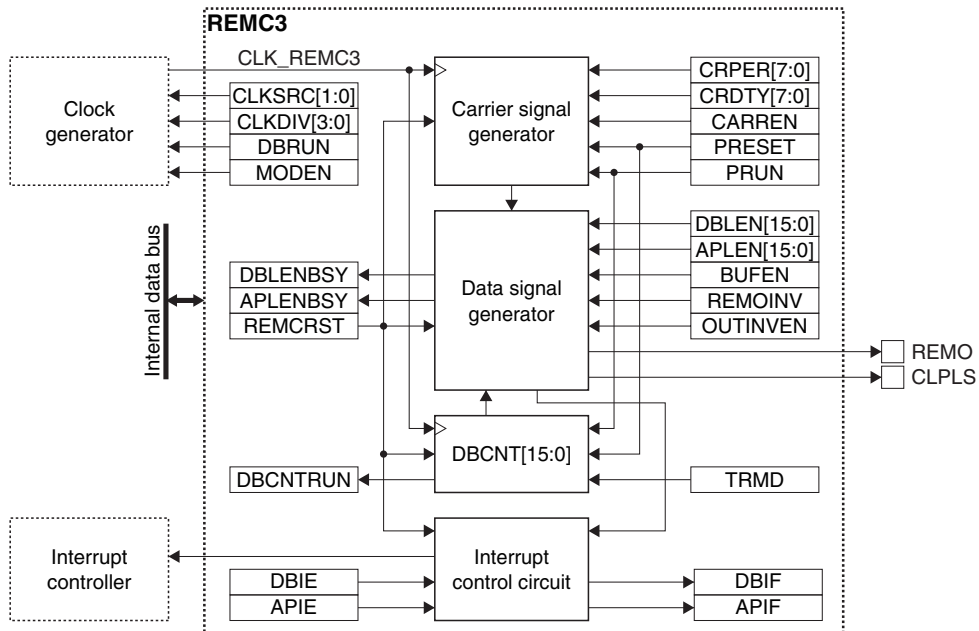 REMC3
CLK_REMC3
Clock
generator
CLKSRC[1:0]
CLKDIV[3:0]
DBRUN
MODEN
Carrier signal
generator
CRPER[7:0]
CRDTY[7:0]
CARREN
PRESET
PRUN
Internal data bus
DBLENBSY
APLENBSY
REMCRST
Data signal
generator
DBLEN[15:0]
APLEN[15:0]
BUFEN
REMOINV
OUTINVEN
REMO
CLPLS
DBCNT[15:0]
DBCNTRUN
TRMD
Interrupt
controller
Interrupt
control circuit
DBIE
APIE
DBIF
APIF